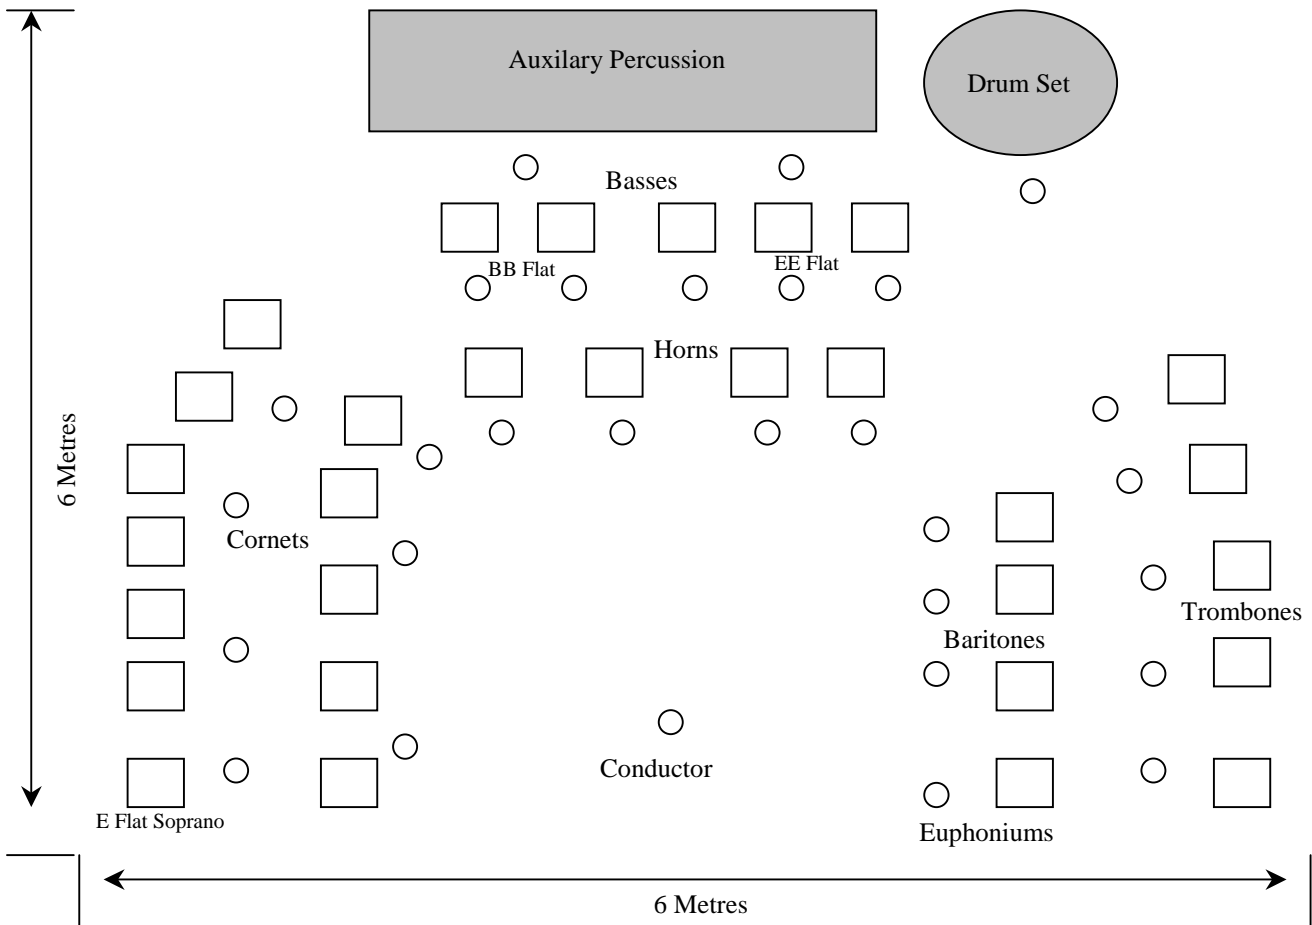 Auxilary Percussion
Drum Set
Basses
BB Flat
EE Flat
Horns
6 Metres
Cornets
Trombones
Baritones
Conductor
E Flat Soprano
Euphoniums
6 Metres